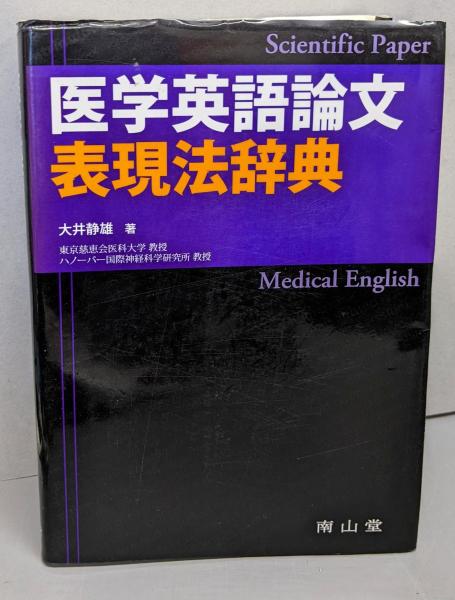 Scientific Paper
医学英語論文
表現法辞典
大井静雄 著
東京慈恵会医科大学 教授
ハノーバー国際神経科学研究所 教授
Medical English
南山堂